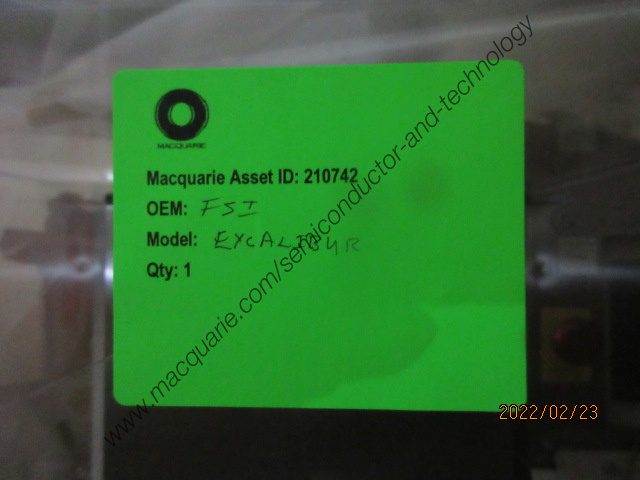 MACQUARIE
Macquarie Asset ID: 210742
OEM: FSI
Model: EXCALIBUR
Qty: 1
www.macquarie.com/semiconductor-and-technology
2022/02/23